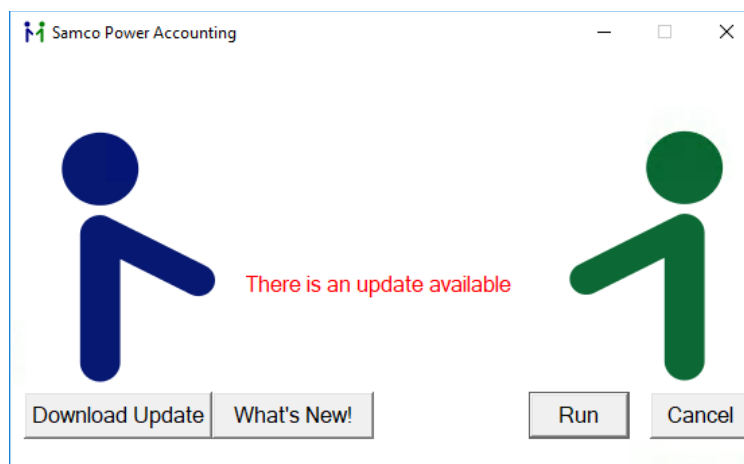 Samco Power Accounting
There is an update available
Download Update
What's New!
Run
Cancel